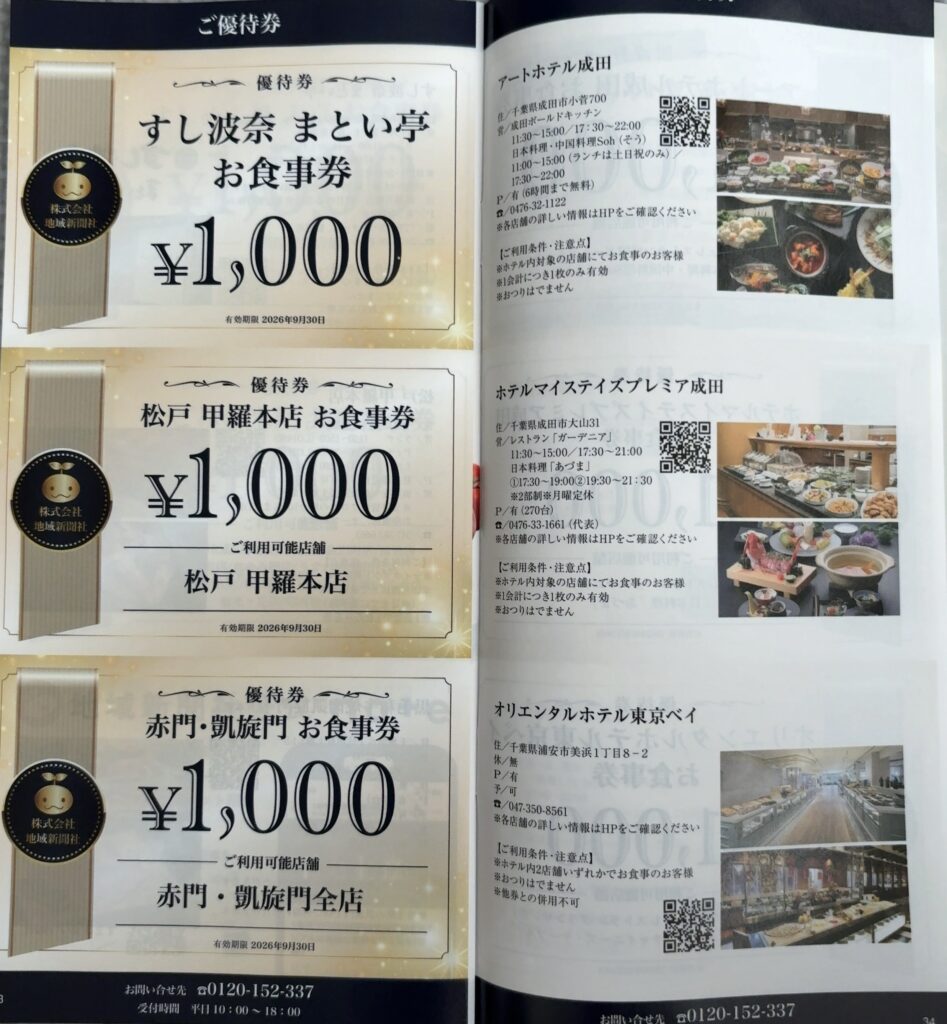 ご優待券
優待券
すし波奈 まとい亭
お食事券
¥1,000
株式会社
地域新聞社
有効期限 2026年9月30日
優待券
松戸 甲羅本店 お食事券
¥1,000
株式会社
地域新聞社
ご利用可能店舗
松戸 甲羅本店
有効期限 2026年9月30日
優待券
赤門・凱旋門 お食事券
¥1,000
株式会社
地域新聞社
ご利用可能店舗
赤門・凱旋門全店
有効期限 2026年9月30日
お問い合せ先 ☎0120-152-337
受付時間 平日10：00～18：00
アートホテル成田
住／千葉県成田市小菅700
営／成田ボールドキッチン
11:30~15:00／17：30~22:00
日本料理・中国料理Soh（そう）
11:00~15:00（ランチは土日祝のみ）／
17:30~22:00
P／有（6時間まで無料）
☎／0476-32-1122
※各店舗の詳しい情報はHPをご確認ください
【ご利用条件・注意点】
※ホテル内対象の店舗にてお食事のお客様
※1会計につき1枚のみ有効
※おつりはでません
ホテルマイステイズプレミア成田
住／千葉県成田市大山31
営／レストラン「ガーデニア」
11:30~15:00／17:30~21:00
日本料理「あづま」
①17:30~19:00②19:30~21：30
※2部制※月曜定休
P／有（270台）
☎／0476-33-1661（代表）
※各店舗の詳しい情報はHPをご確認ください
【ご利用条件・注意点】
※ホテル内対象の店舗にてお食事のお客様
※1会計につき1枚のみ有効
※おつりはでません
オリエンタルホテル東京ベイ
住／千葉県浦安市美浜1丁目8－2
休／無
P／有
予／可
☎／047-350-8561
※各店舗の詳しい情報はHPをご確認ください
【ご利用条件・注意点】
※ホテル内2店舗いずれかでお食事のお客様
※おつりはでません
※他券との併用不可
お問い合せ先 ☎0120-152-337
34